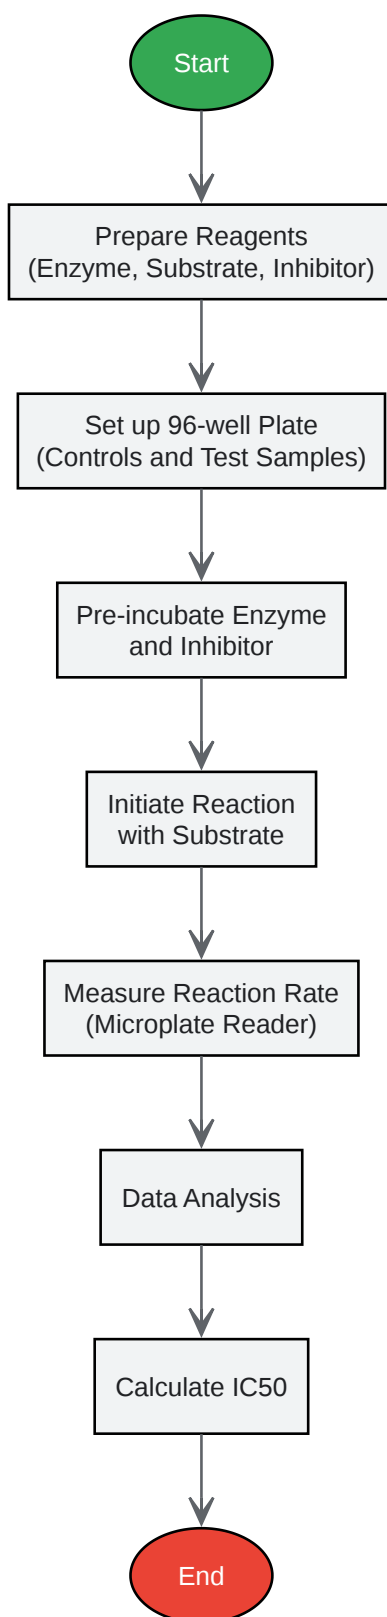 Start
Prepare Reagents
(Enzyme, Substrate, Inhibitor)
Set up 96-well Plate
(Controls and Test Samples)
Pre-incubate Enzyme
and Inhibitor
Initiate Reaction
with Substrate
Measure Reaction Rate
(Microplate Reader)
Data Analysis
Calculate IC50
End